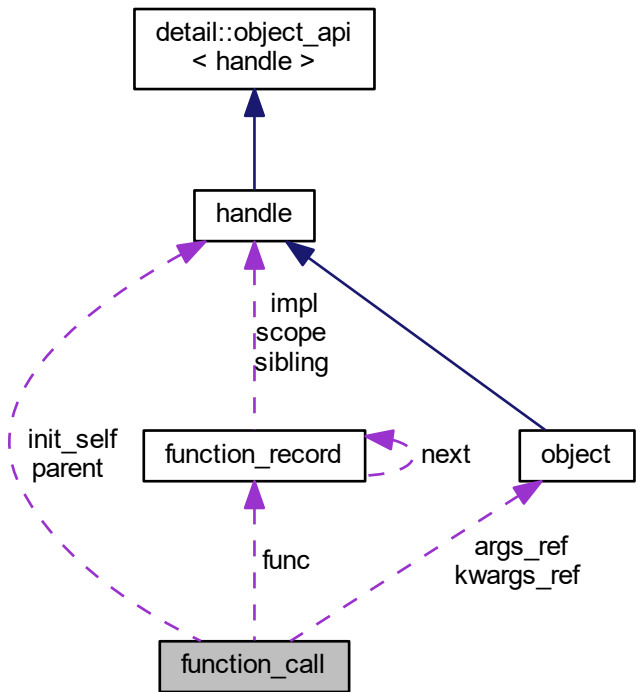 detail::object_api
< handle >
handle
impl
scope
sibling
init_self
parent
function_record
next
object
func
args_ref
kwargs_ref
function_call